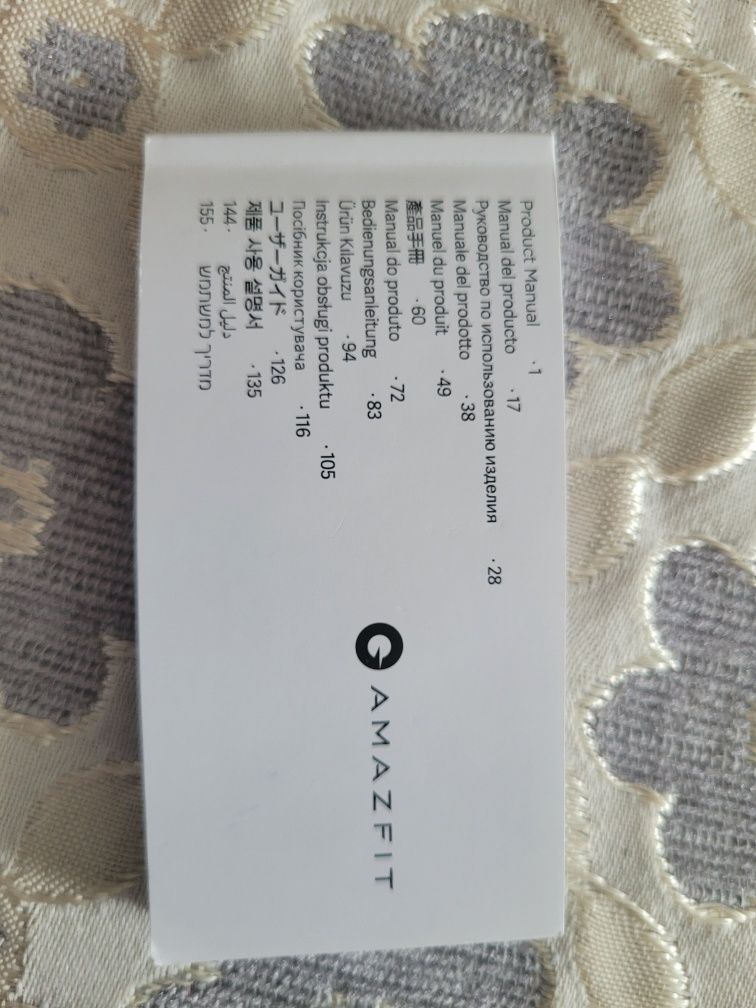 Product Manual ·1
Manual del producto ·17
Руководство по использованию изделия ·28
Manuale del prodotto ·38
Manuel du produit ·49
產品手冊 ·60
Manual do produto ·72
Bedienungsanleitung ·83
Ürün Kılavuzu ·94
Instrukcja obsługi produktu ·105
Посібник користувача ·116
ユーザーガイド ·126
제품 사용 설명서 ·135
144· دليل المنتج
155· מדריך למשתמש
AMAZFIT